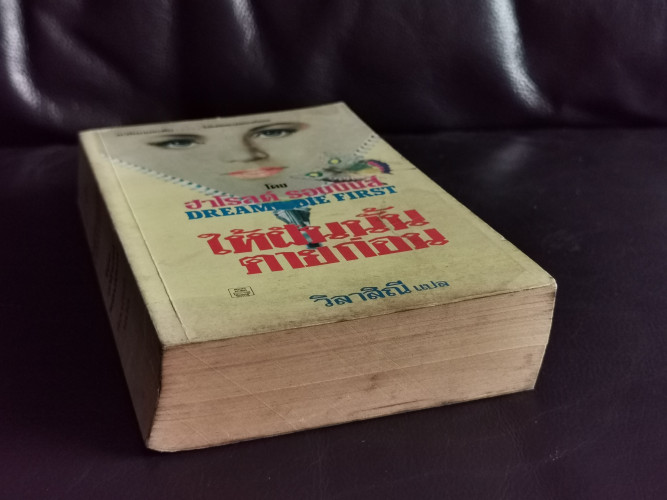 โดย
ฮาโรลด์ รอบบินส์
DREAMS DIE FIRST
ให้ฝันนั้น
ตายก่อน
วิลาสิณี แปล